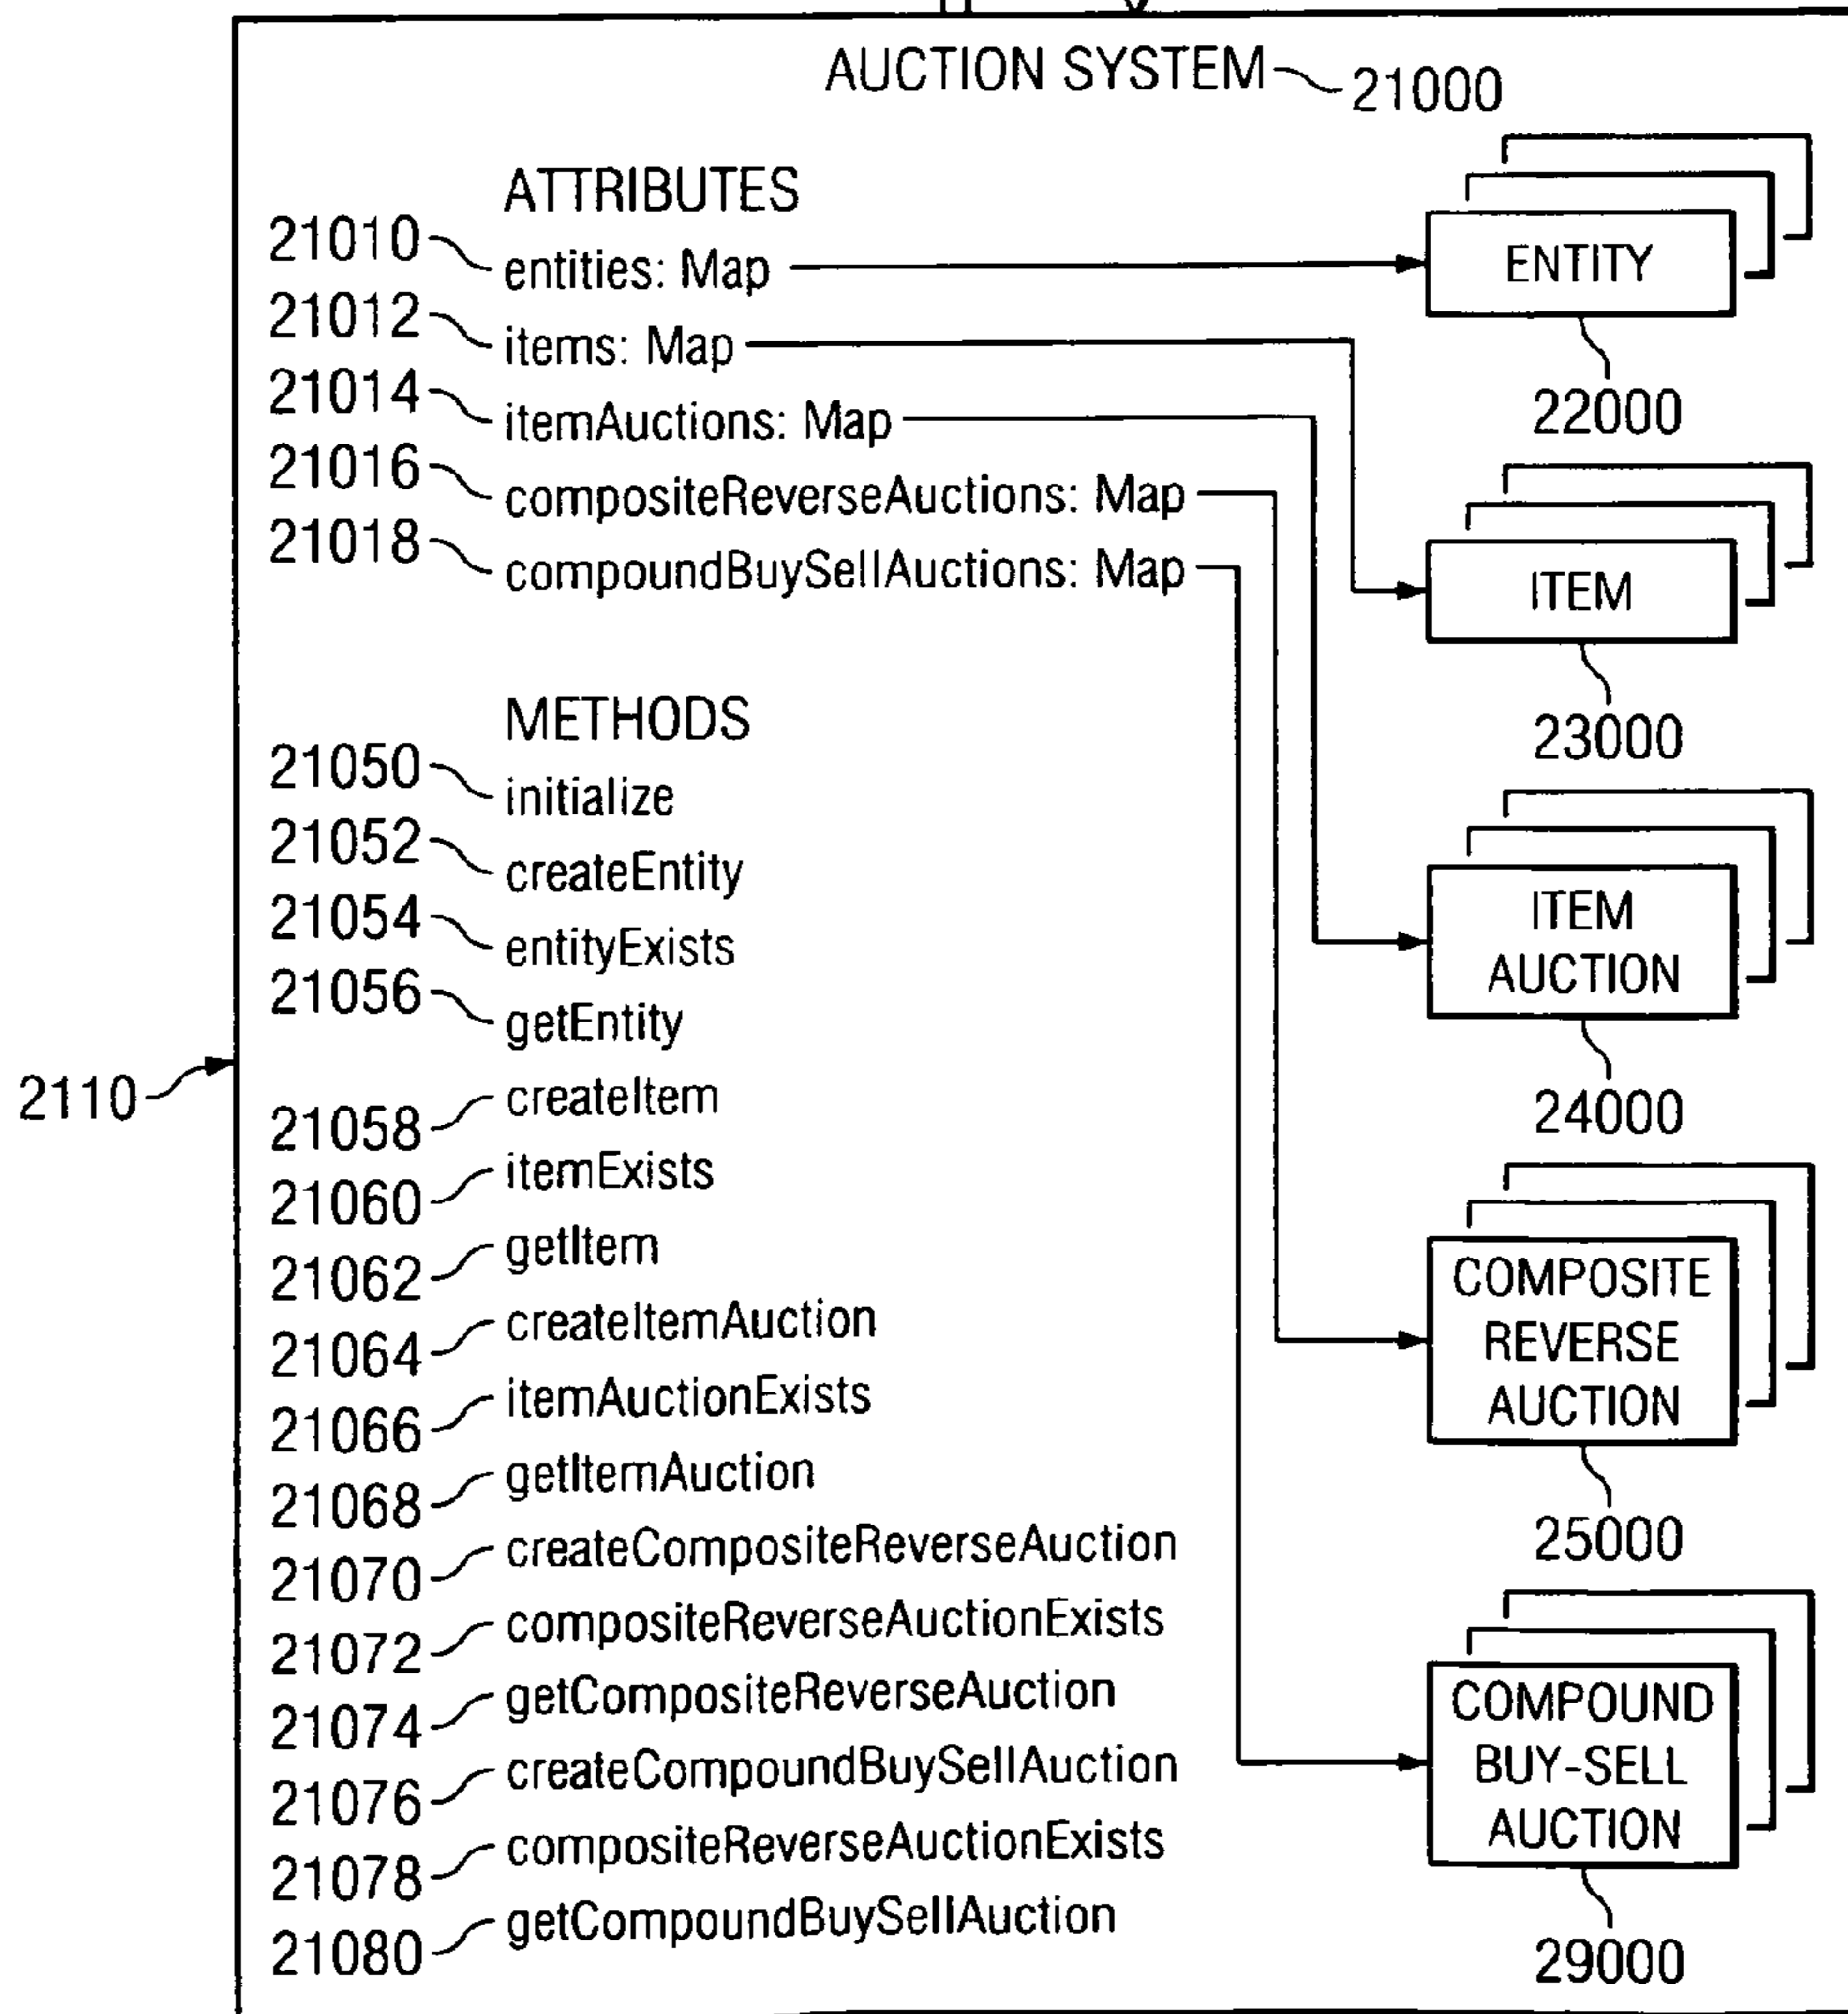 AUCTION SYSTEM 21000
ATTRIBUTES
21010 entities: Map
21012 items: Map
21014 itemAuctions: Map
21016 compositeReverseAuctions: Map
21018 compoundBuySellAuctions: Map
METHODS
21050 initialize
21052 createEntity
21054 entityExists
21056 getEntity
21058 createItem
21060 itemExists
21062 getItem
21064 createItemAuction
21066 itemAuctionExists
21068 getItemAuction
21070 createCompositeReverseAuction
21072 compositeReverseAuctionExists
21074 getCompositeReverseAuction
21076 createCompoundBuySellAuction
21078 compositeReverseAuctionExists
21080 getCompoundBuySellAuction
2110
ENTITY
22000
ITEM
23000
ITEM
AUCTION
24000
COMPOSITE
REVERSE
AUCTION
25000
COMPOUND
BUY-SELL
AUCTION
29000